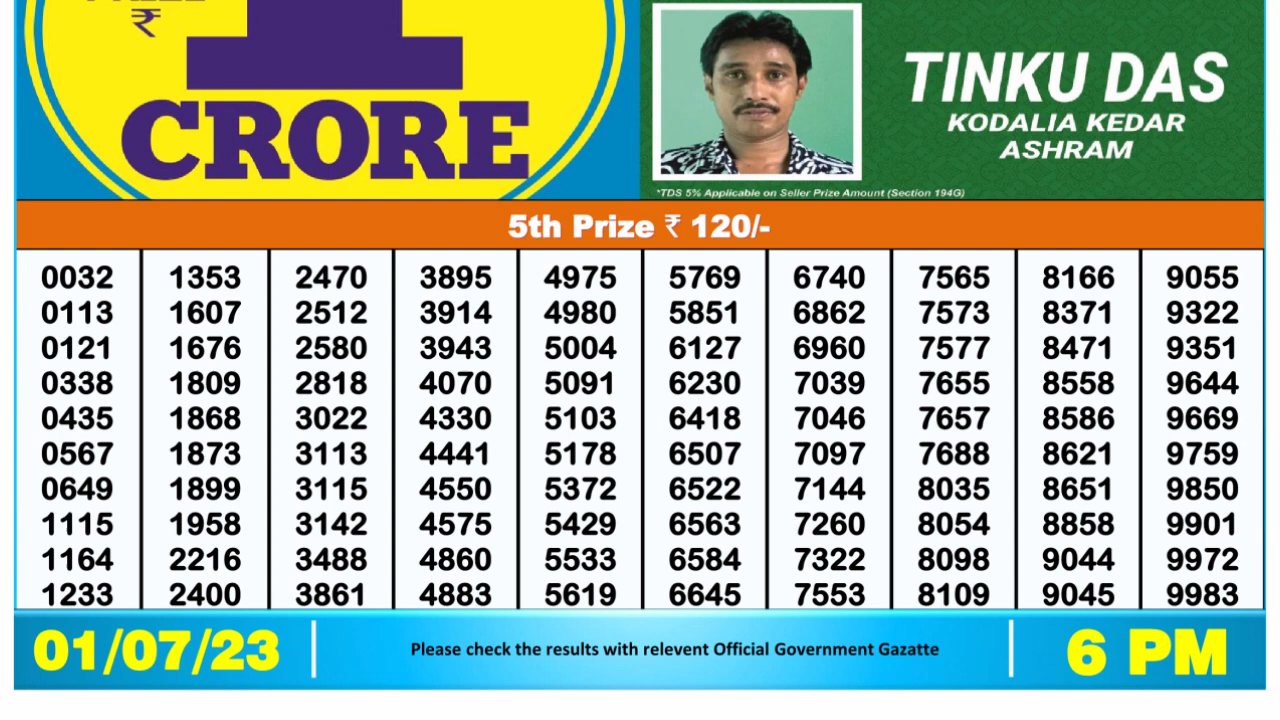 ₹
1
CRORE
TINKU DAS
KODALIA KEDAR
ASHRAM
*TDS 5% Applicable on Seller Prize Amount (Section 194G)
5th Prize ₹ 120/-
0032 1353 2470 3895 4975 5769 6740 7565 8166 9055
0113 1607 2512 3914 4980 5851 6862 7573 8371 9322
0121 1676 2580 3943 5004 6127 6960 7577 8471 9351
0338 1809 2818 4070 5091 6230 7039 7655 8558 9644
0435 1868 3022 4330 5103 6418 7046 7657 8586 9669
0567 1873 3113 4441 5178 6507 7097 7688 8621 9759
0649 1899 3115 4550 5372 6522 7144 8035 8651 9850
1115 1958 3142 4575 5429 6563 7260 8054 8858 9901
1164 2216 3488 4860 5533 6584 7322 8098 9044 9972
1233 2400 3861 4883 5619 6645 7553 8109 9045 9983
01/07/23
Please check the results with relevent Official Government Gazatte
6 PM